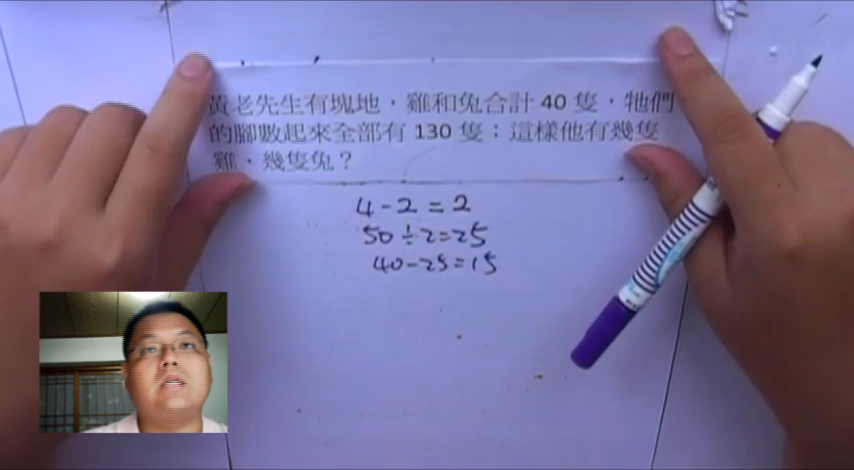 黃老先生有塊地，雞和兔合計 40 隻，牠們
的腳數起來全部有 130 隻；這樣他有幾隻
雞、幾隻兔？
4-2=2
50÷2=25
40-25=15